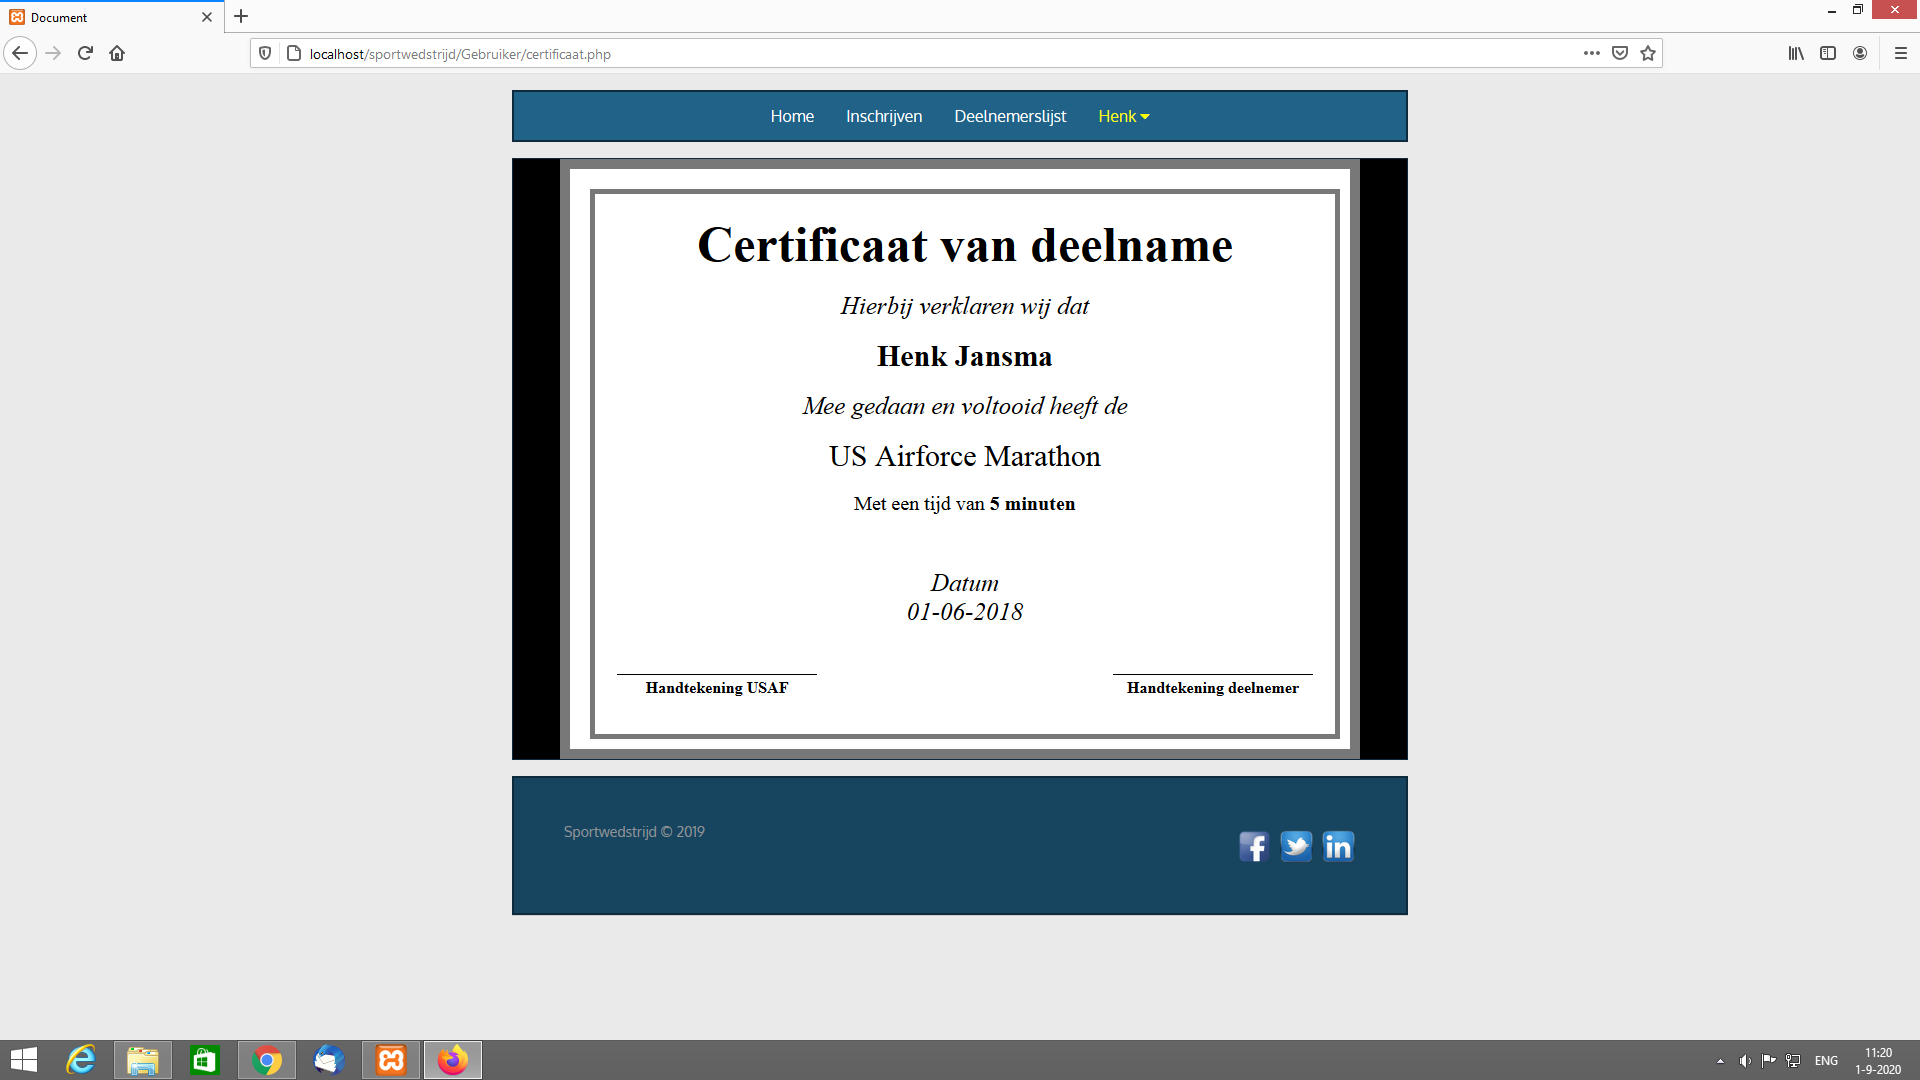 Document
localhost/sportwedstrijd/Gebruiker/certificaat.php
Home Inschrijven Deelnemerslijst Henk
Certificaat van deelname
Hierbij verklaren wij dat
Henk Jansma
Mee gedaan en voltooid heeft de
US Airforce Marathon
Met een tijd van 5 minuten
Datum
01-06-2018
Handtekening USAF Handtekening deelnemer
Sportwedstrijd © 2019
ENG
11:20
1-9-2020